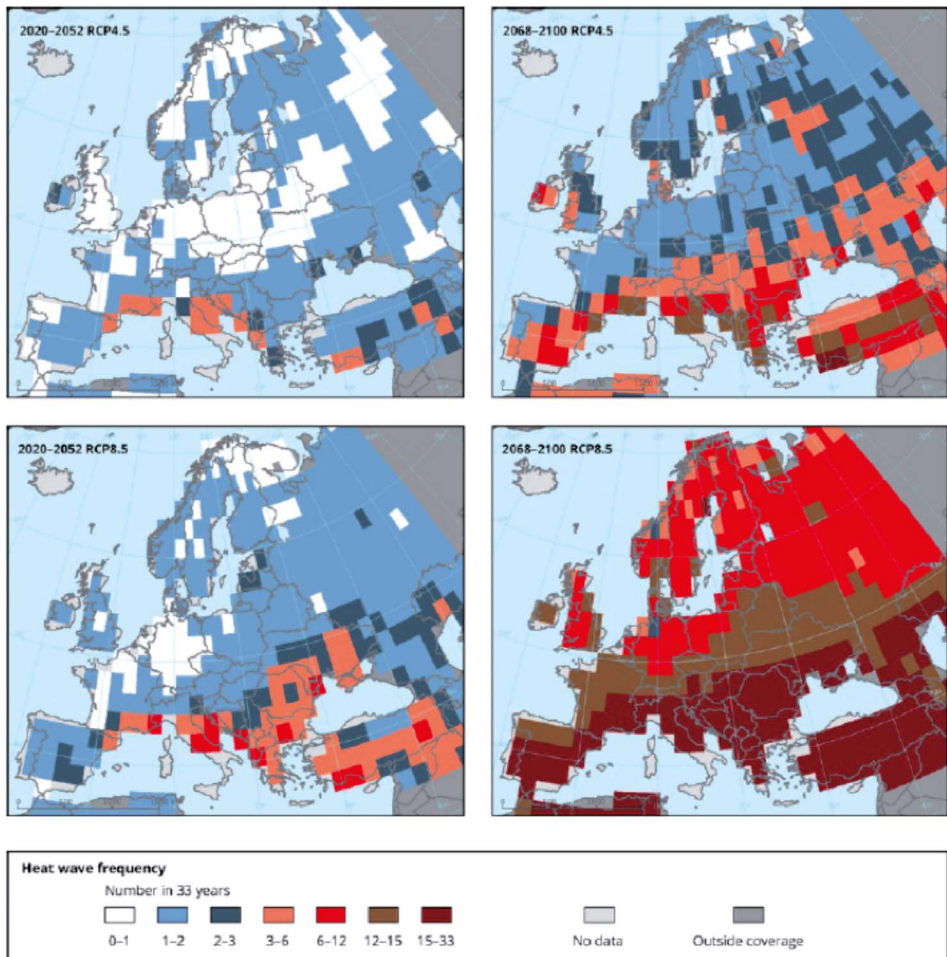 2020–2052 RCP4.5
2068–2100 RCP4.5
2020–2052 RCP8.5
2068–2100 RCP8.5
Heat wave frequency
Number in 33 years
0–1 1–2 2–3 3–6 6–12 12–15 15–33 No data Outside coverage